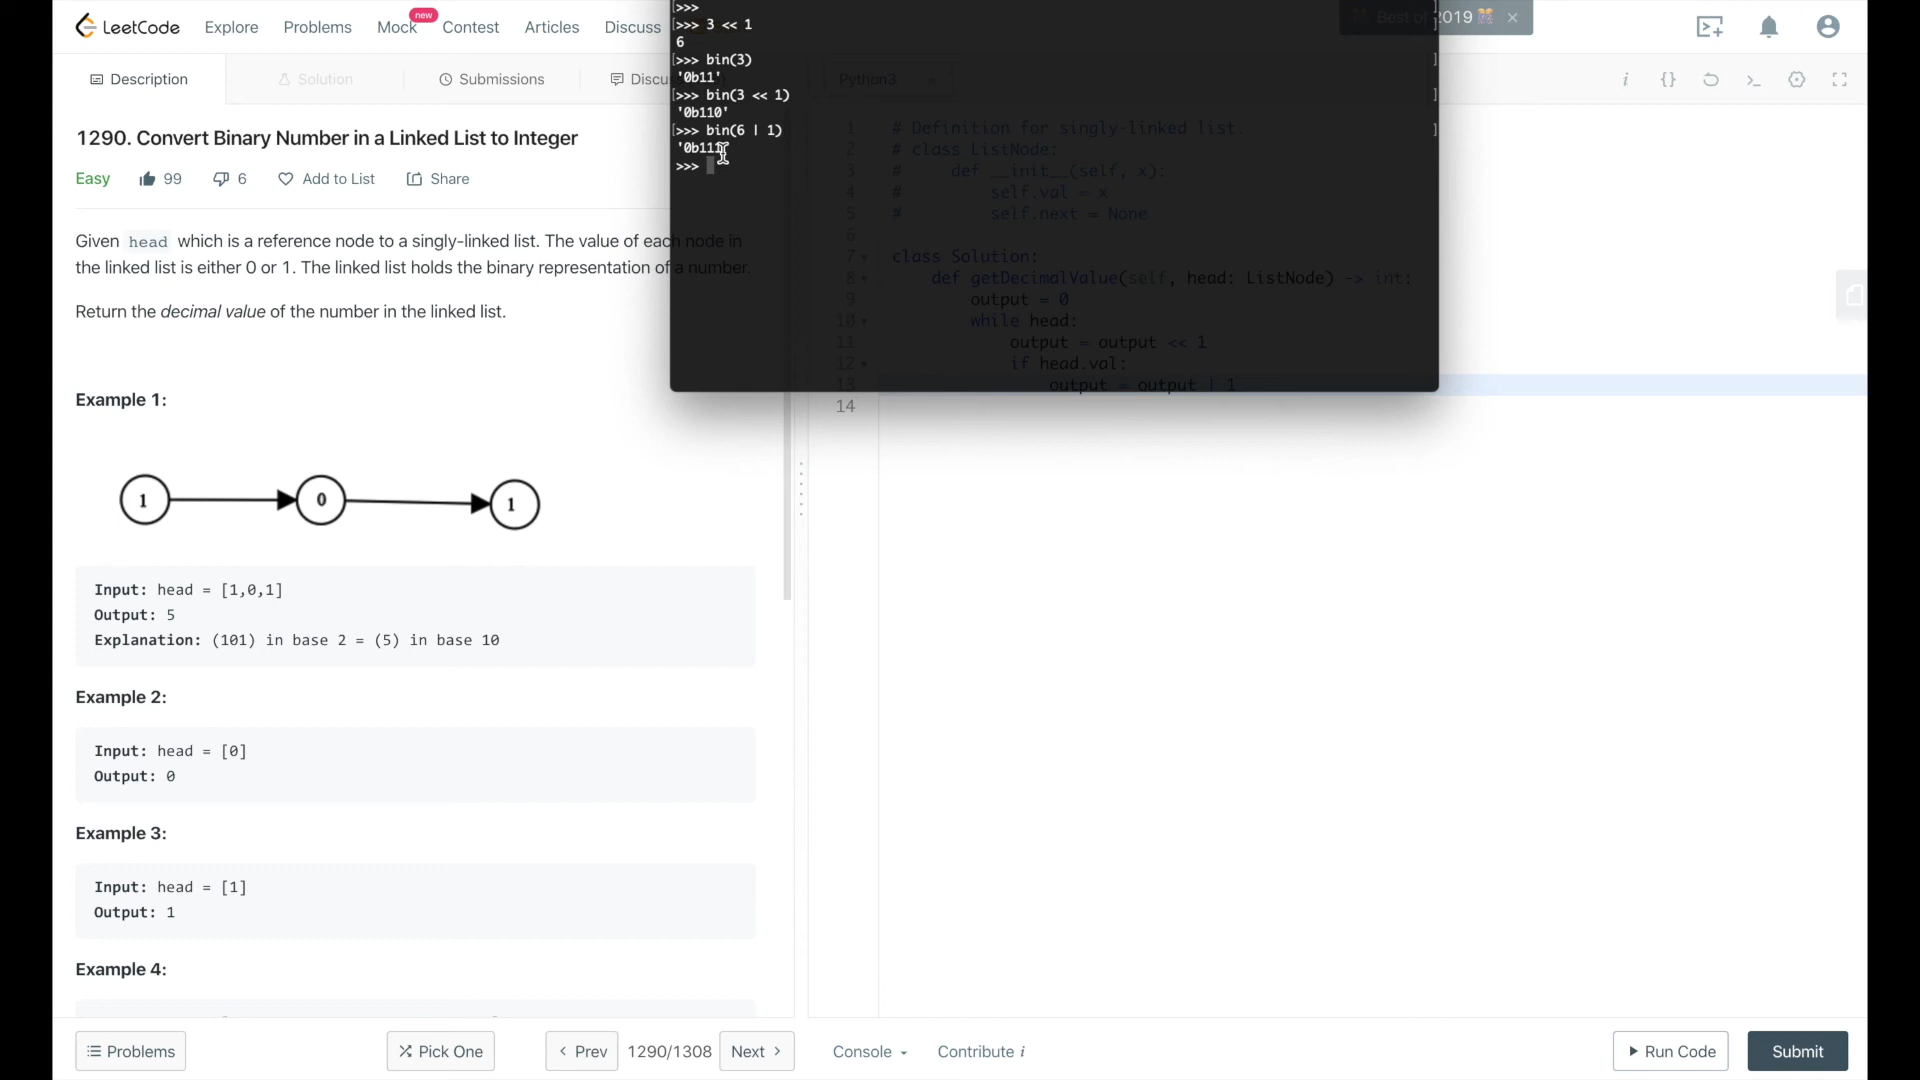 LeetCode
Explore
Problems
Mock
new
Contest
Articles
Discuss
Best of 2019
Description
Solution
Submissions
Discu
Python3
1290. Convert Binary Number in a Linked List to Integer
Easy
99
6
Add to List
Share
Given head which is a reference node to a singly-linked list. The value of each node in
the linked list is either 0 or 1. The linked list holds the binary representation of a number.
Return the decimal value of the number in the linked list.
Example 1:
1
0
1
Input: head = [1,0,1]
Output: 5
Explanation: (101) in base 2 = (5) in base 10
Example 2:
Input: head = [0]
Output: 0
Example 3:
Input: head = [1]
Output: 1
Example 4:
>>>
[>>> 3 << 1 ]
6
[>>> bin(3) ]
'0b11'
[>>> bin(3 << 1) ]
'0b110'
[>>> bin(6 | 1) ]
'0b111
>>>
1 # Definition for singly-linked list.
2 # class ListNode:
3 #     def __init__(self, x):
4 #         self.val = x
5 #         self.next = None
6
7 class Solution:
8     def getDecimalValue(self, head: ListNode) -> int:
9         output = 0
10         while head:
11             output = output << 1
12             if head.val:
13                 output = output | 1
14
Problems
Pick One
< Prev
1290/1308
Next >
Console
Contribute i
Run Code
Submit